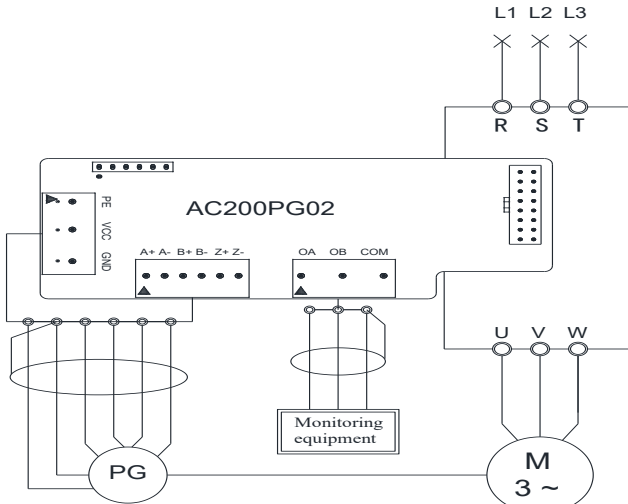 L1 L2 L3
R S T
AC200PG02
PE
VCC
GND
A+ A- B+ B- Z+ Z-
OA OB COM
U V W
Monitoring
equipment
PG
M
3 ~